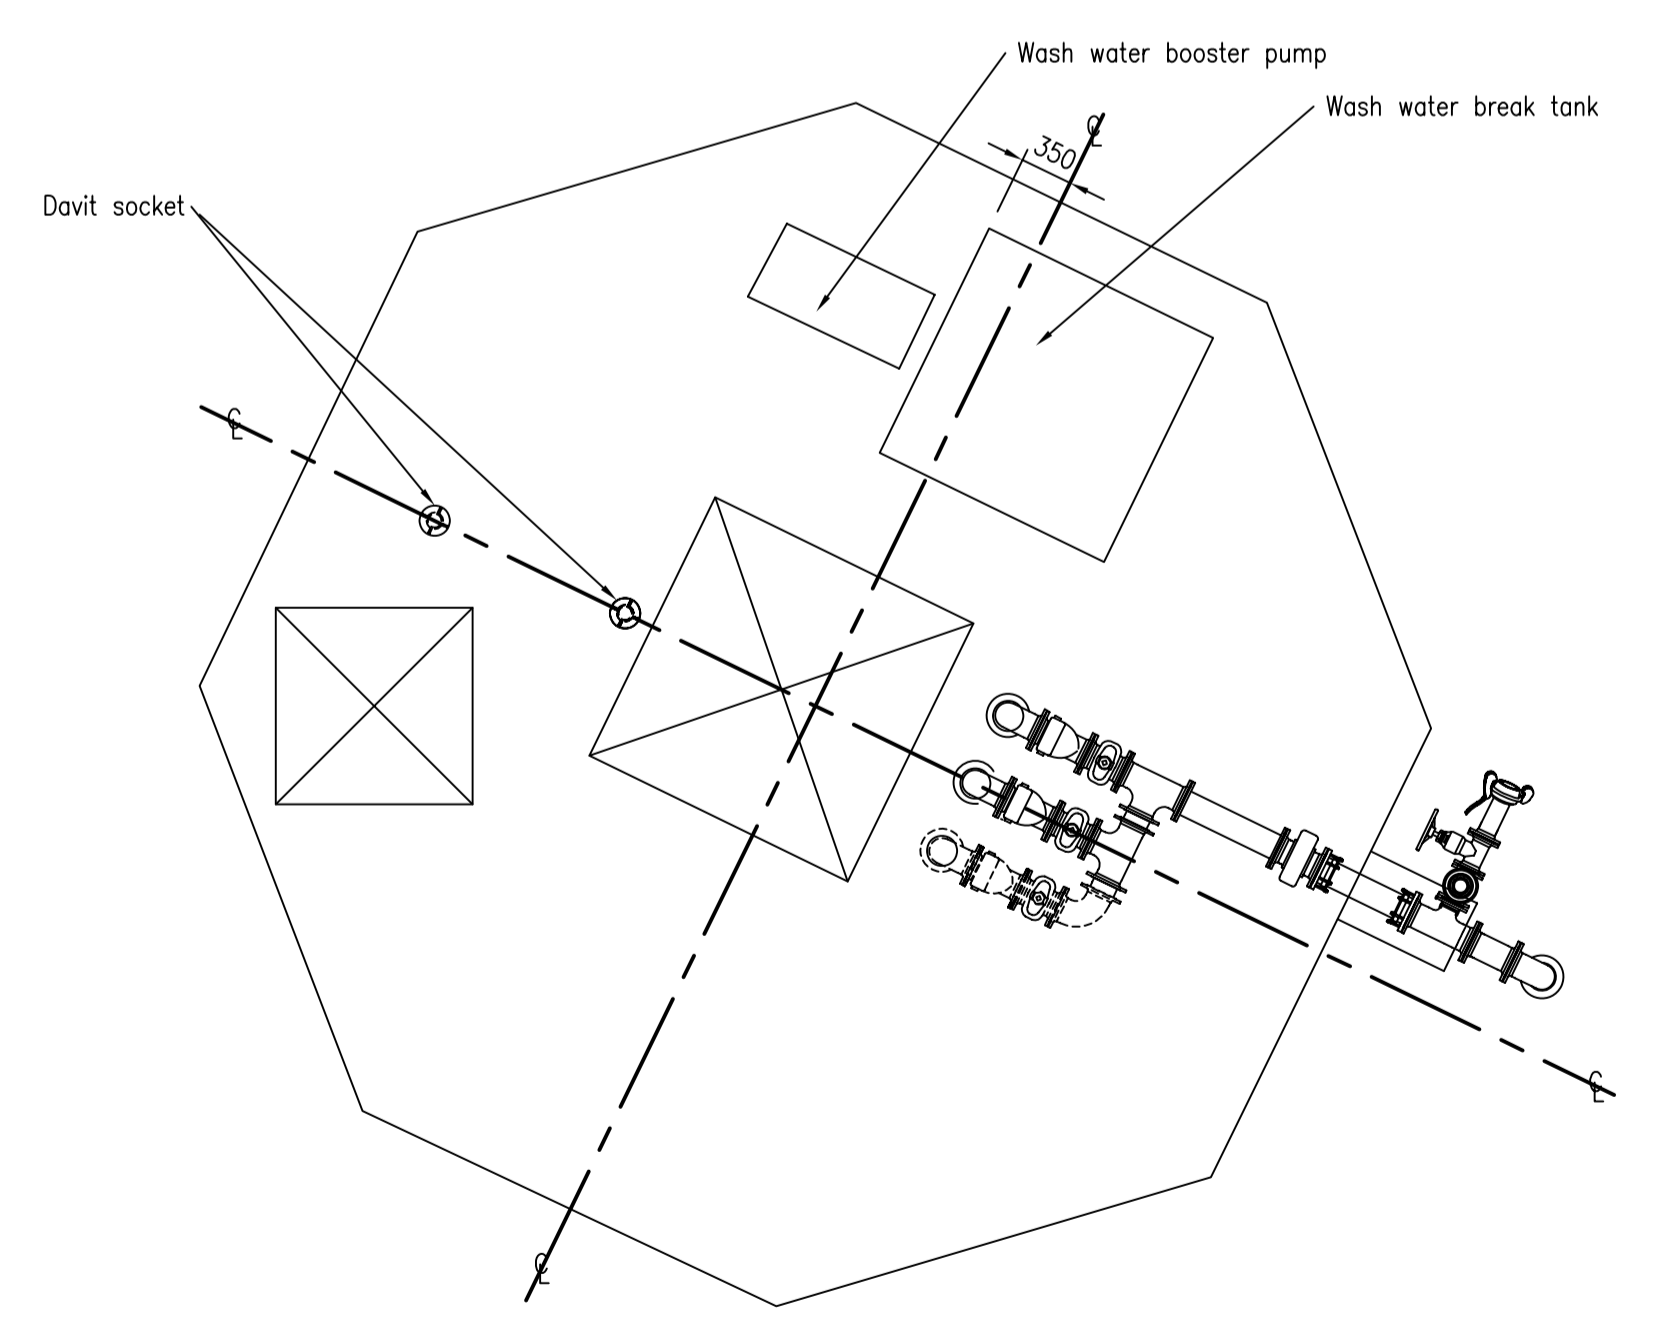 Wash water booster pump
Wash water break tank
℄
350
Davit socket
℄
℄
℄